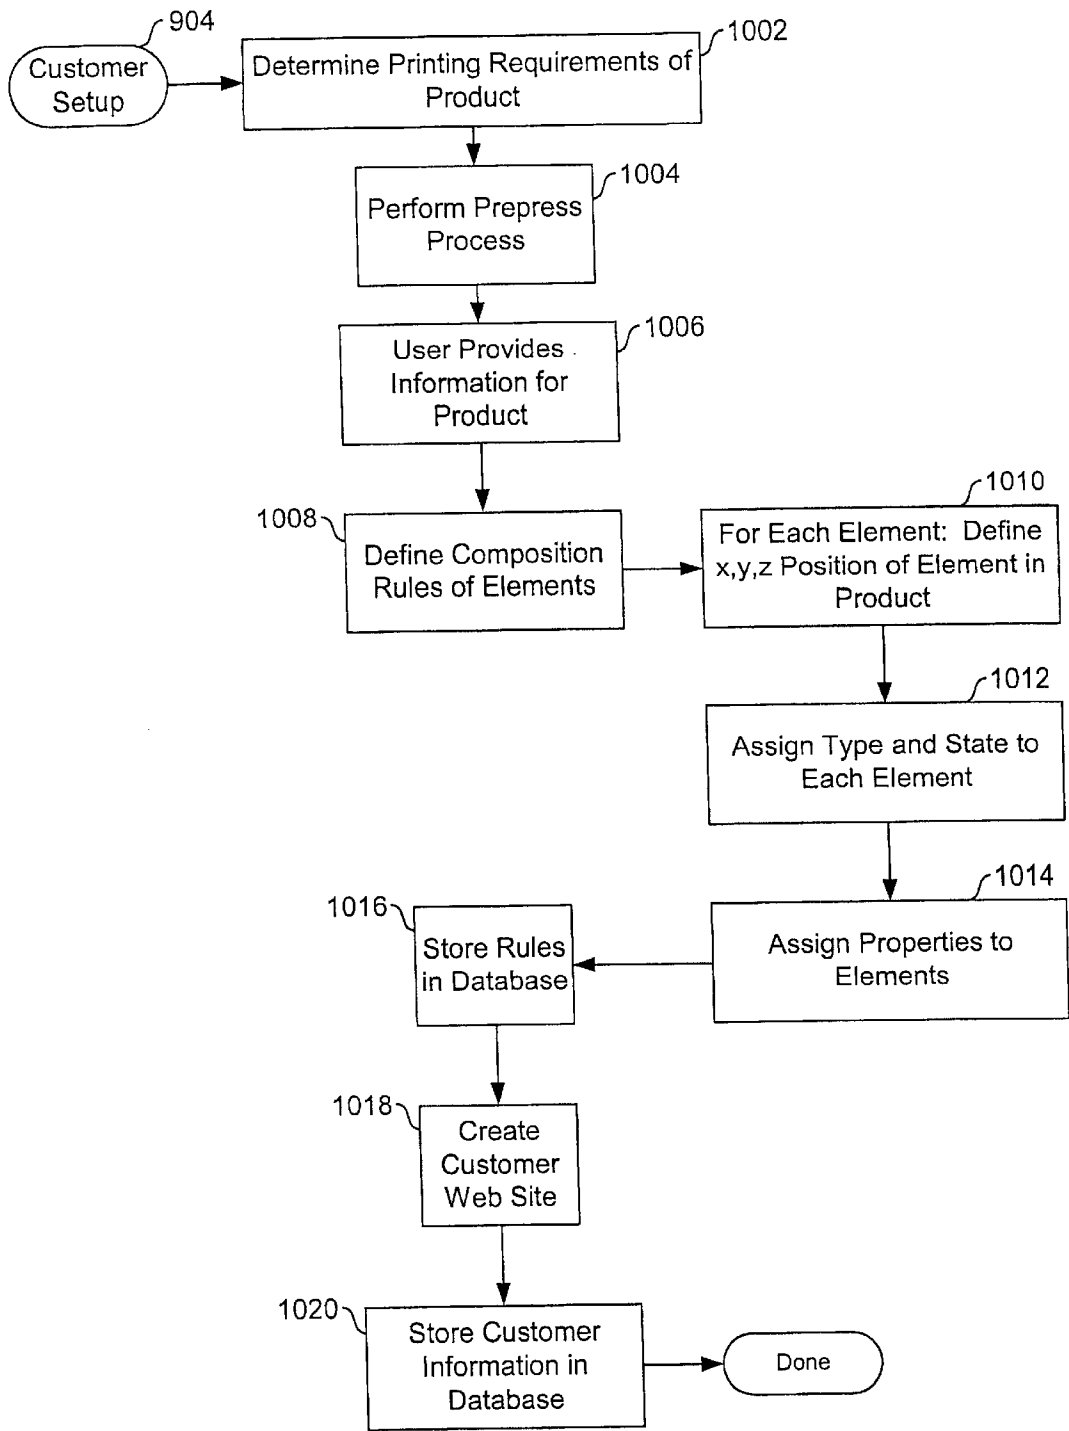 904
Customer
Setup
1002
Determine Printing Requirements of
Product
1004
Perform Prepress
Process
1006
User Provides
Information for
Product
1008
Define Composition
Rules of Elements
1010
For Each Element: Define
x,y,z Position of Element in
Product
1012
Assign Type and State to
Each Element
1014
Assign Properties to
Elements
1016
Store Rules
in Database
1018
Create
Customer
Web Site
1020
Store Customer
Information in
Database
Done